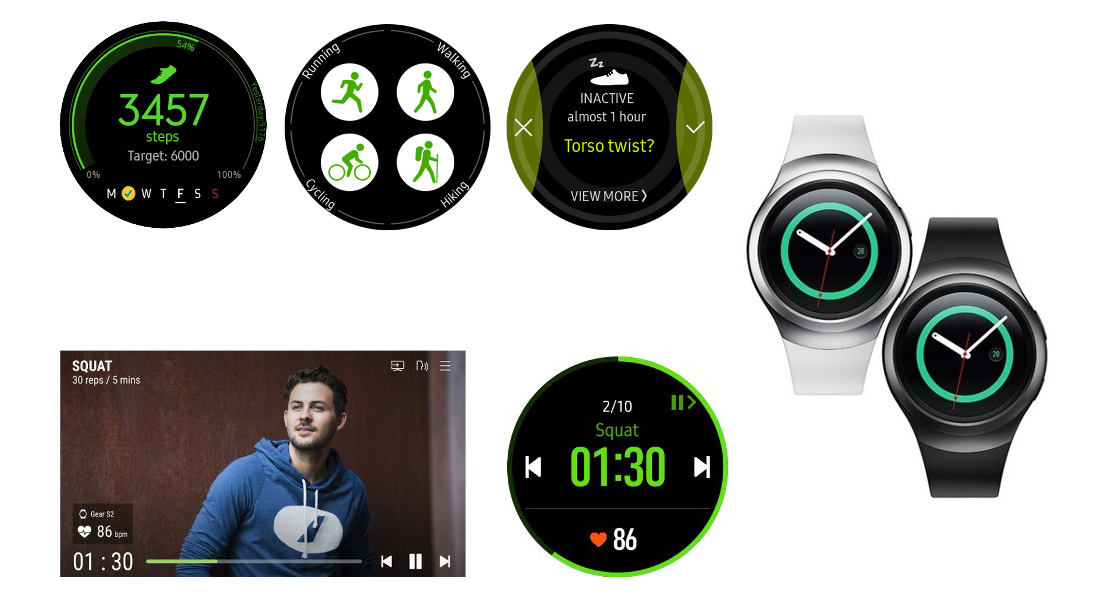 54%
3457
steps
Target: 6000
0%
100%
M W T F S S
Running
Walking
Cycling
Hiking
INACTIVE
almost 1 hour
Torso twist?
VIEW MORE
SQUAT
30 reps / 5 mins
Gear S2
86 bpm
01 : 30
2/10
Squat
01:30
86
28
28